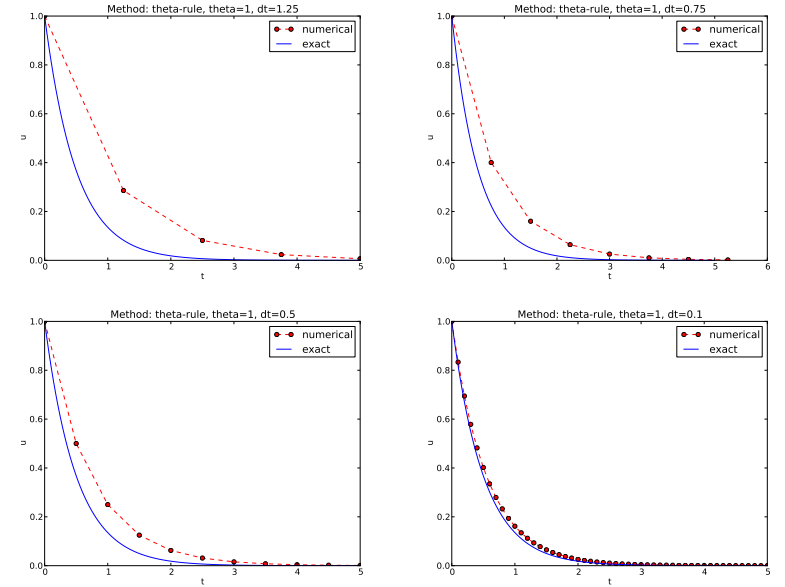 Method: theta-rule, theta=1, dt=1.25
1.0
0.8
0.6
0.4
0.2
0.0
u
numerical
exact
0 1 2 3 4 5
t
Method: theta-rule, theta=1, dt=0.75
1.0
0.8
0.6
0.4
0.2
0.0
u
numerical
exact
0 1 2 3 4 5 6
t
Method: theta-rule, theta=1, dt=0.5
1.0
0.8
0.6
0.4
0.2
0.0
u
numerical
exact
0 1 2 3 4 5
t
Method: theta-rule, theta=1, dt=0.1
1.0
0.8
0.6
0.4
0.2
0.0
u
numerical
exact
0 1 2 3 4 5
t